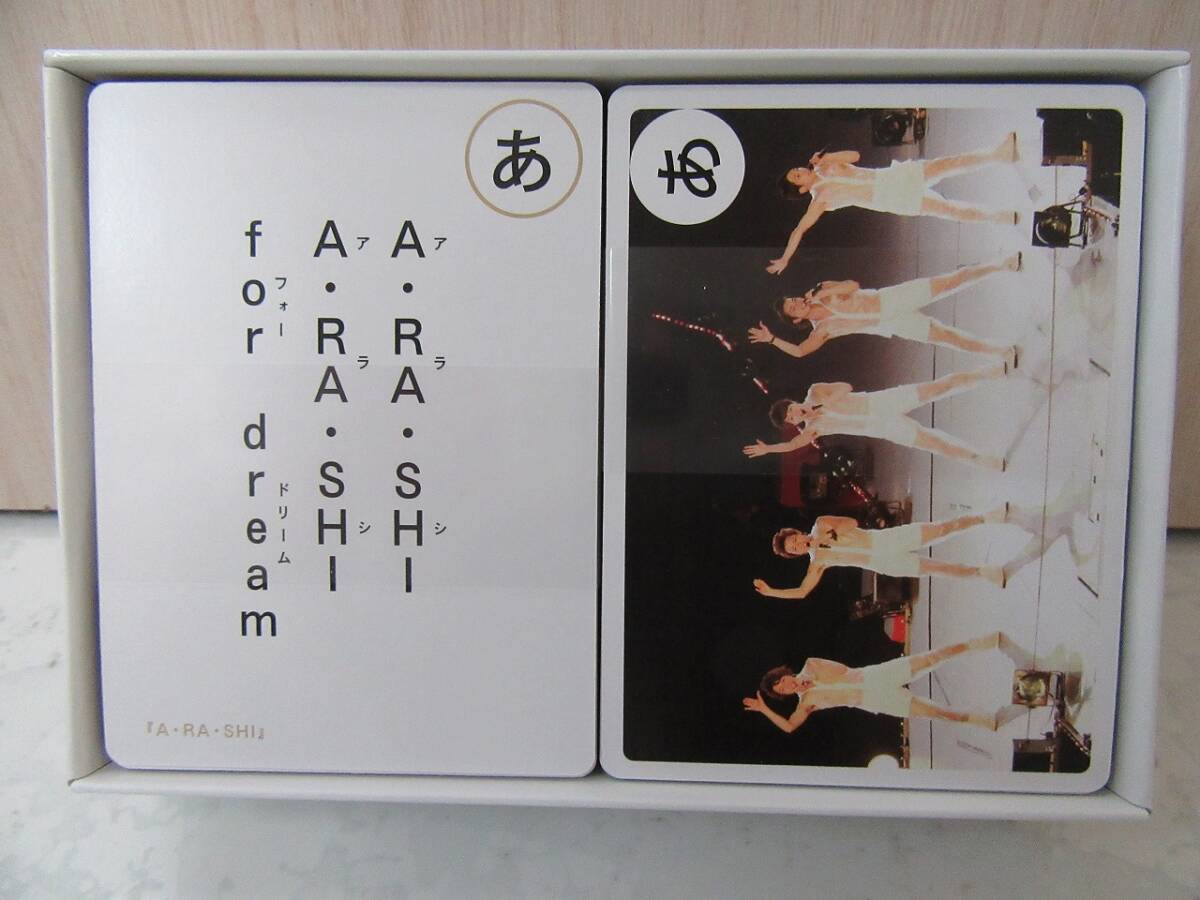 あ
A・RA・SHI
ア ラ シ
A・RA・SHI
ア ラ シ
for dream
フォー ドリーム
『A・RA・SHI』
あ